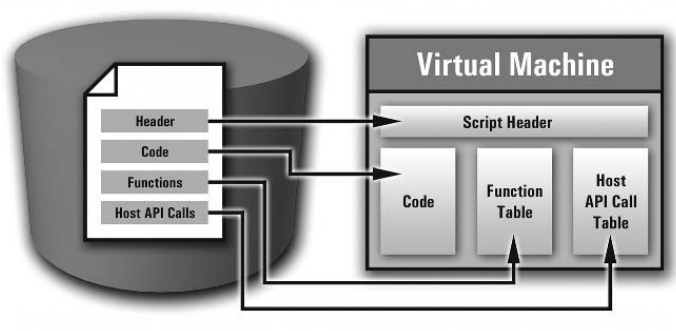 Header
Code
Functions
Host API Calls
Virtual Machine
Script Header
Code
Function
Table
Host
API Call
Table